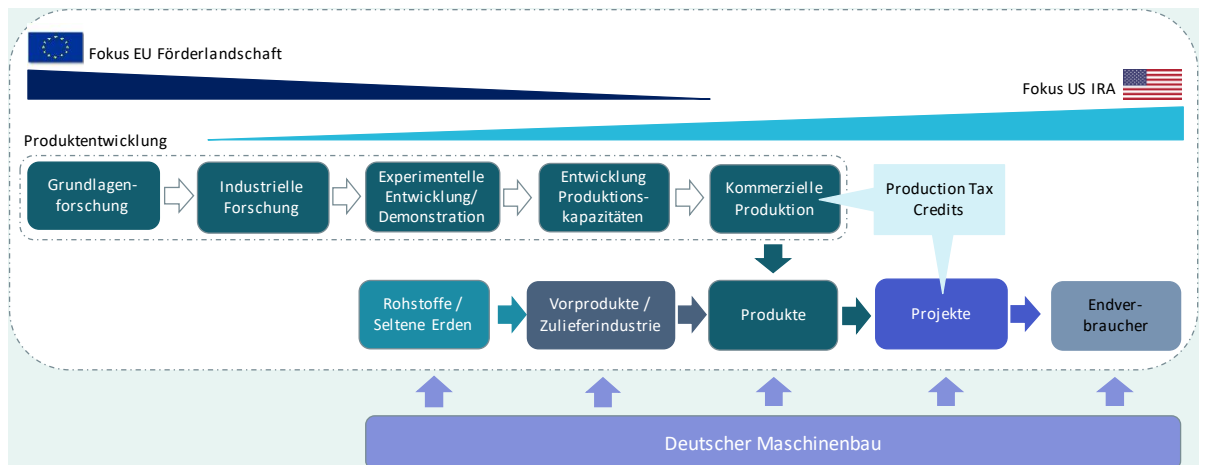 Fokus EU Förderlandschaft
Fokus US IRA
Produktentwicklung
Grundlagen-
forschung
Industrielle
Forschung
Experimentelle
Entwicklung/
Demonstration
Entwicklung
Produktions-
kapazitäten
Kommerzielle
Produktion
Production Tax
Credits
Rohstoffe /
Seltene Erden
Vorprodukte /
Zulieferindustrie
Produkte
Projekte
Endver-
braucher
Deutscher Maschinenbau